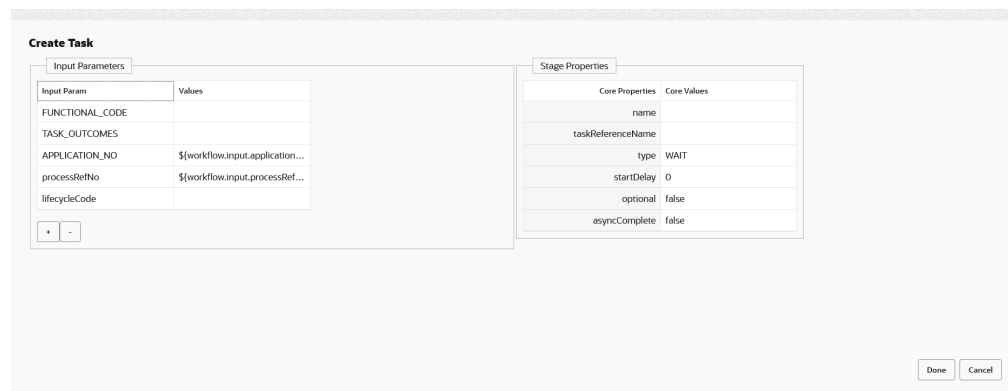 Create Task
Input Parameters
Input Param Values
FUNCTIONAL_CODE
TASK_OUTCOMES
APPLICATION_NO ${workflow.input.application...
processRefNo ${workflow.input.processRef...
lifecycleCode
+ -
Stage Properties
Core Properties Core Values
name
taskReferenceName
type WAIT
startDelay 0
optional false
asyncComplete false
Done Cancel